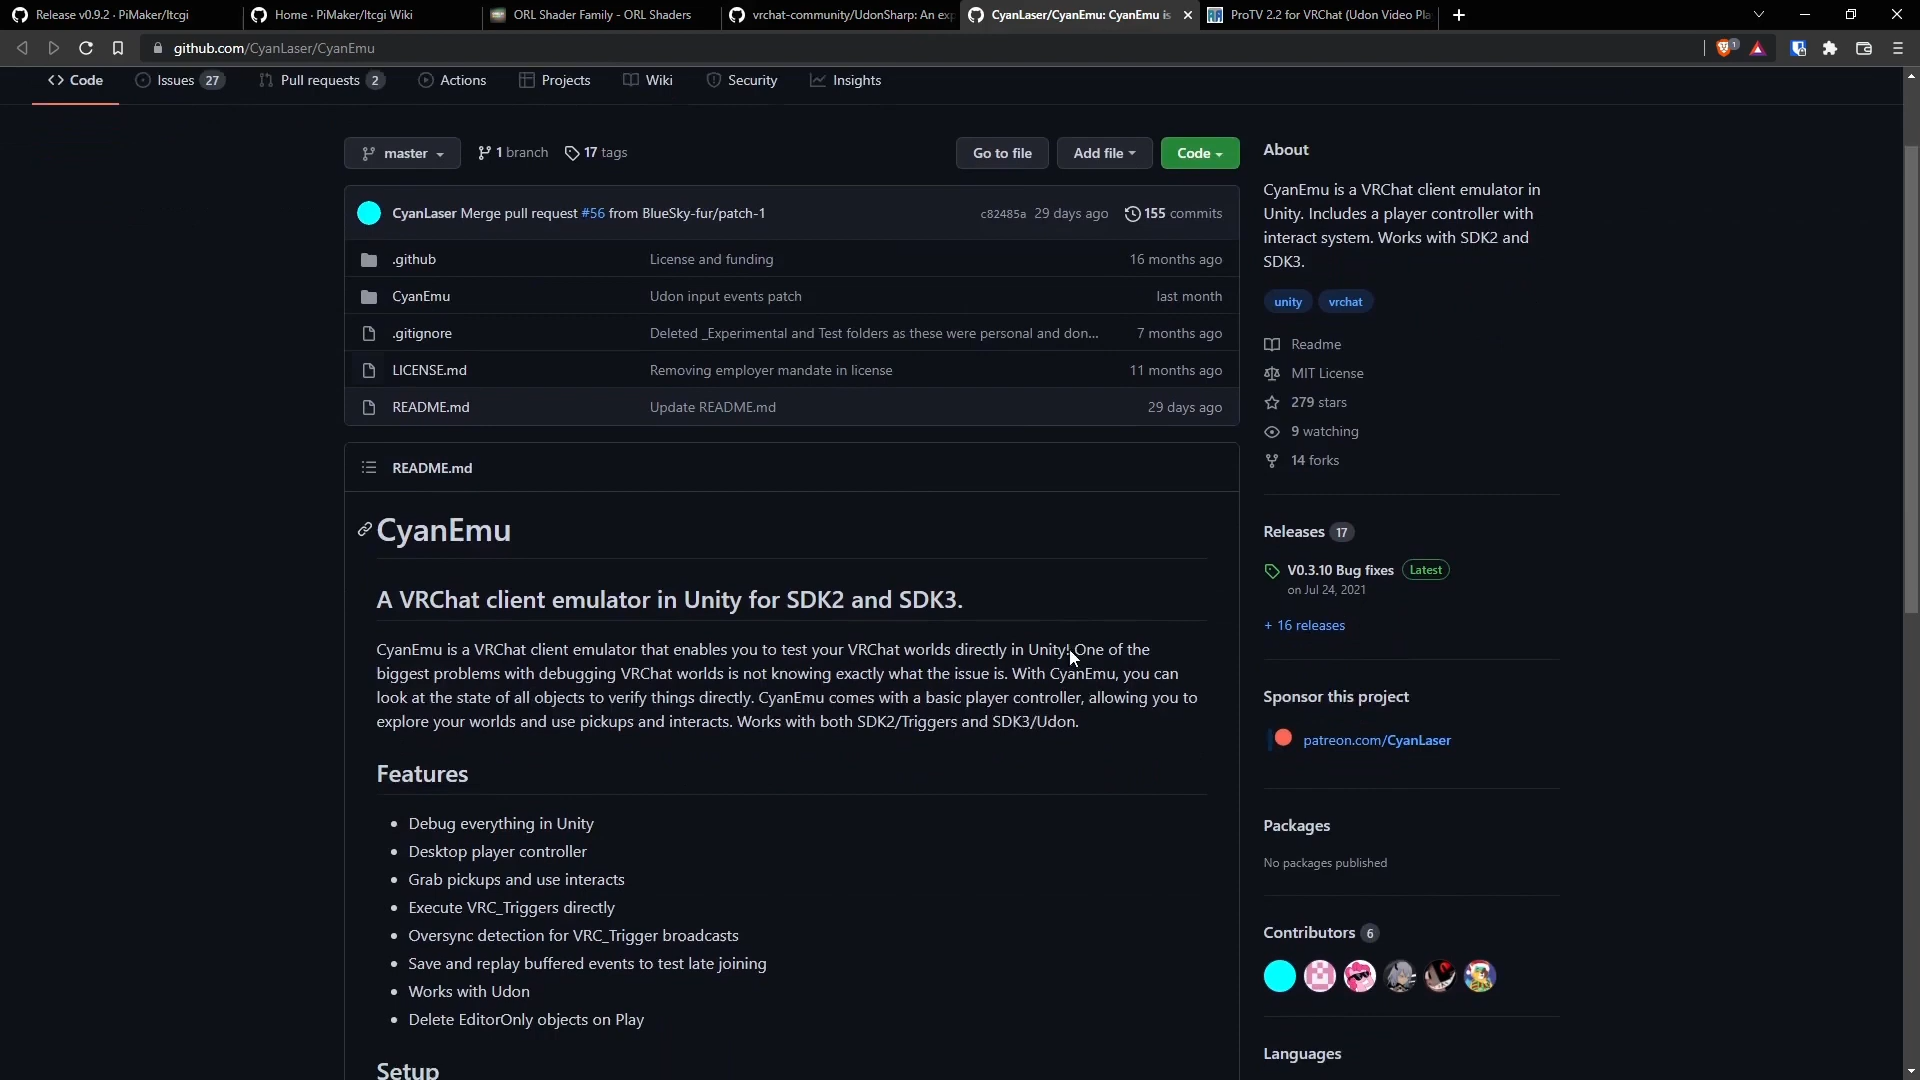 Release v0.9.2 · PiMaker/ltcgi
Home · PiMaker/ltcgi Wiki
ORL Shader Family - ORL Shaders
vrchat-community/UdonSharp: An exp
CyanLaser/CyanEmu: CyanEmu is
ProTV 2.2 for VRChat (Udon Video Pla
github.com/CyanLaser/CyanEmu
1
Code
Issues 27
Pull requests 2
Actions
Projects
Wiki
Security
Insights
master
1 branch
17 tags
Go to file
Add file
Code
CyanLaser Merge pull request #56 from BlueSky-fur/patch-1
c82485a 29 days ago
155 commits
.github
License and funding
16 months ago
CyanEmu
Udon input events patch
last month
.gitignore
Deleted _Experimental and Test folders as these were personal and don...
7 months ago
LICENSE.md
Removing employer mandate in license
11 months ago
README.md
Update README.md
29 days ago
README.md
CyanEmu
A VRChat client emulator in Unity for SDK2 and SDK3.
CyanEmu is a VRChat client emulator that enables you to test your VRChat worlds directly in Unity! One of the
biggest problems with debugging VRChat worlds is not knowing exactly what the issue is. With CyanEmu, you can
look at the state of all objects to verify things directly. CyanEmu comes with a basic player controller, allowing you to
explore your worlds and use pickups and interacts. Works with both SDK2/Triggers and SDK3/Udon.
Features
• Debug everything in Unity
• Desktop player controller
• Grab pickups and use interacts
• Execute VRC_Triggers directly
• Oversync detection for VRC_Trigger broadcasts
• Save and replay buffered events to test late joining
• Works with Udon
• Delete EditorOnly objects on Play
Setup
About
CyanEmu is a VRChat client emulator in
Unity. Includes a player controller with
interact system. Works with SDK2 and
SDK3.
unity
vrchat
Readme
MIT License
279 stars
9 watching
14 forks
Releases 17
V0.3.10 Bug fixes Latest
on Jul 24, 2021
+ 16 releases
Sponsor this project
patreon.com/CyanLaser
Packages
No packages published
Contributors 6
Languages